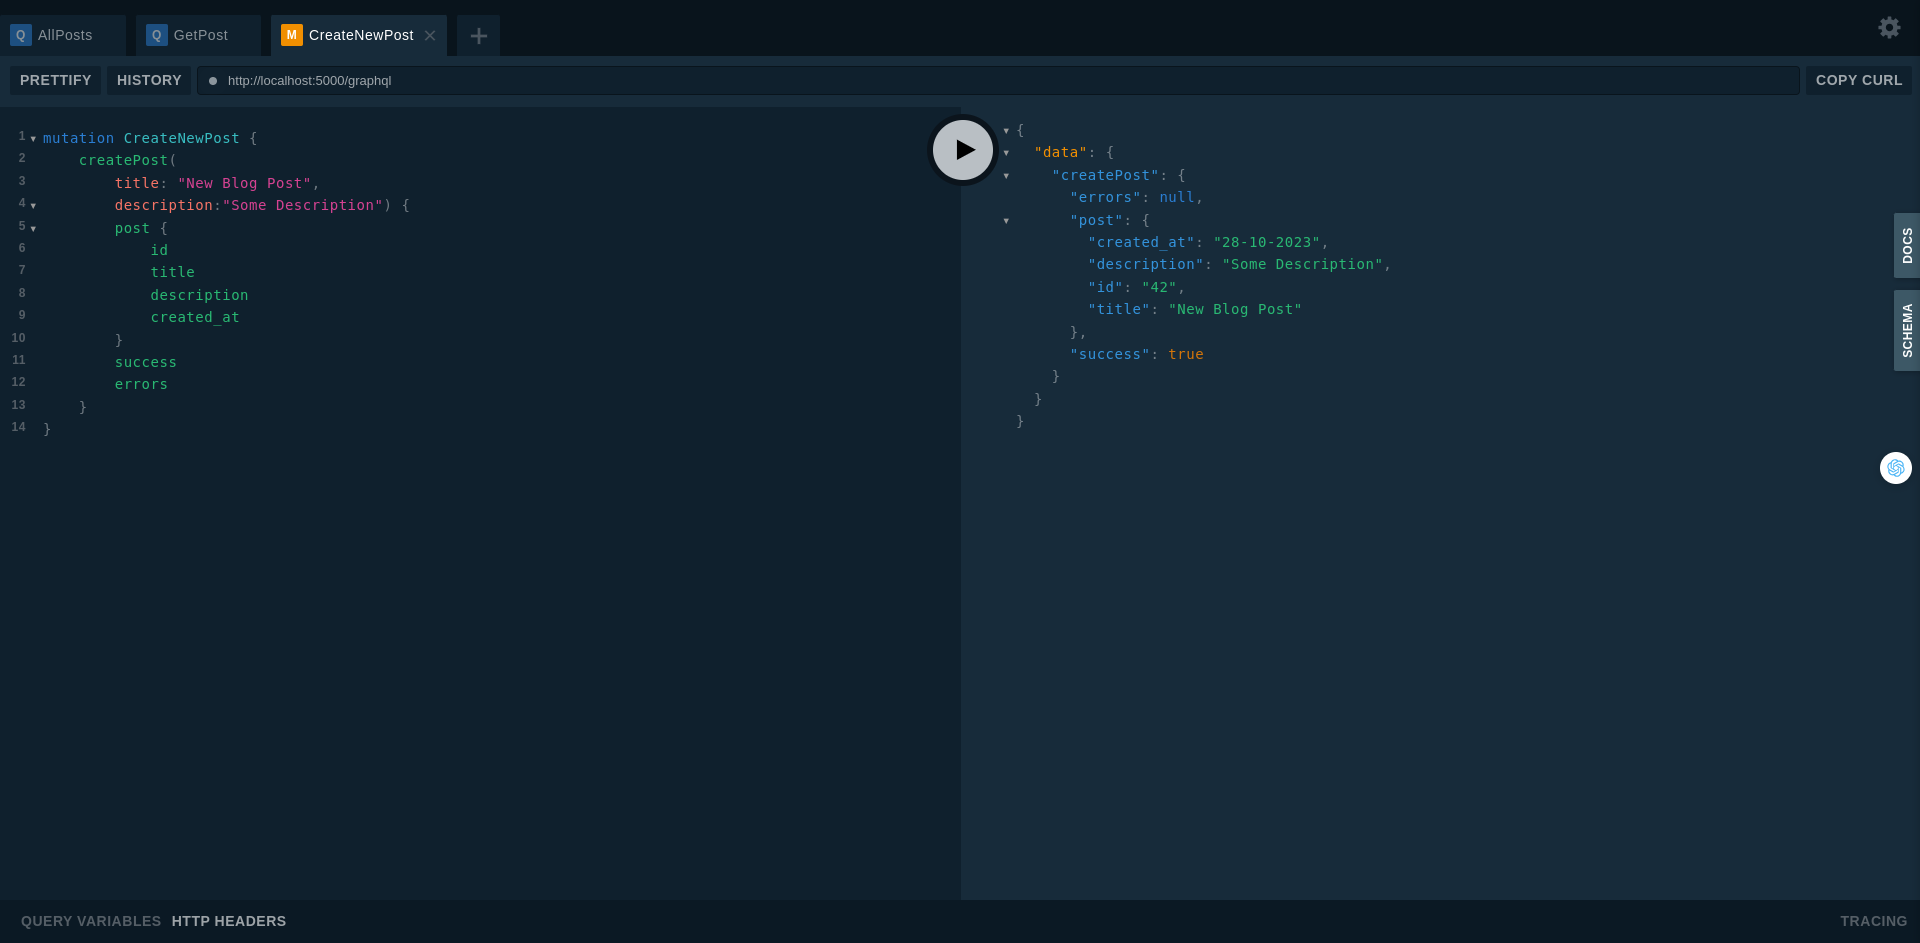 Q AllPosts Q GetPost M CreateNewPost
PRETTIFY HISTORY http://localhost:5000/graphql COPY CURL
1 mutation CreateNewPost {
2 createPost(
3 title: "New Blog Post",
4 description:"Some Description") {
5 post {
6 id
7 title
8 description
9 created_at
10 }
11 success
12 errors
13 }
14 }
{
"data": {
"createPost": {
"errors": null,
"post": {
"created_at": "28-10-2023",
"description": "Some Description",
"id": "42",
"title": "New Blog Post"
},
"success": true
}
}
}
DOCS
SCHEMA
QUERY VARIABLES HTTP HEADERS TRACING